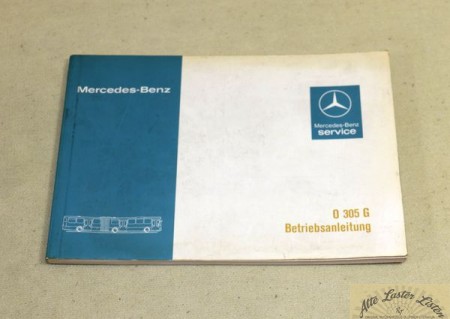 Mercedes-Benz
Mercedes-Benz
service
O 305 G
Betriebsanleitung
Alte Laster Listen